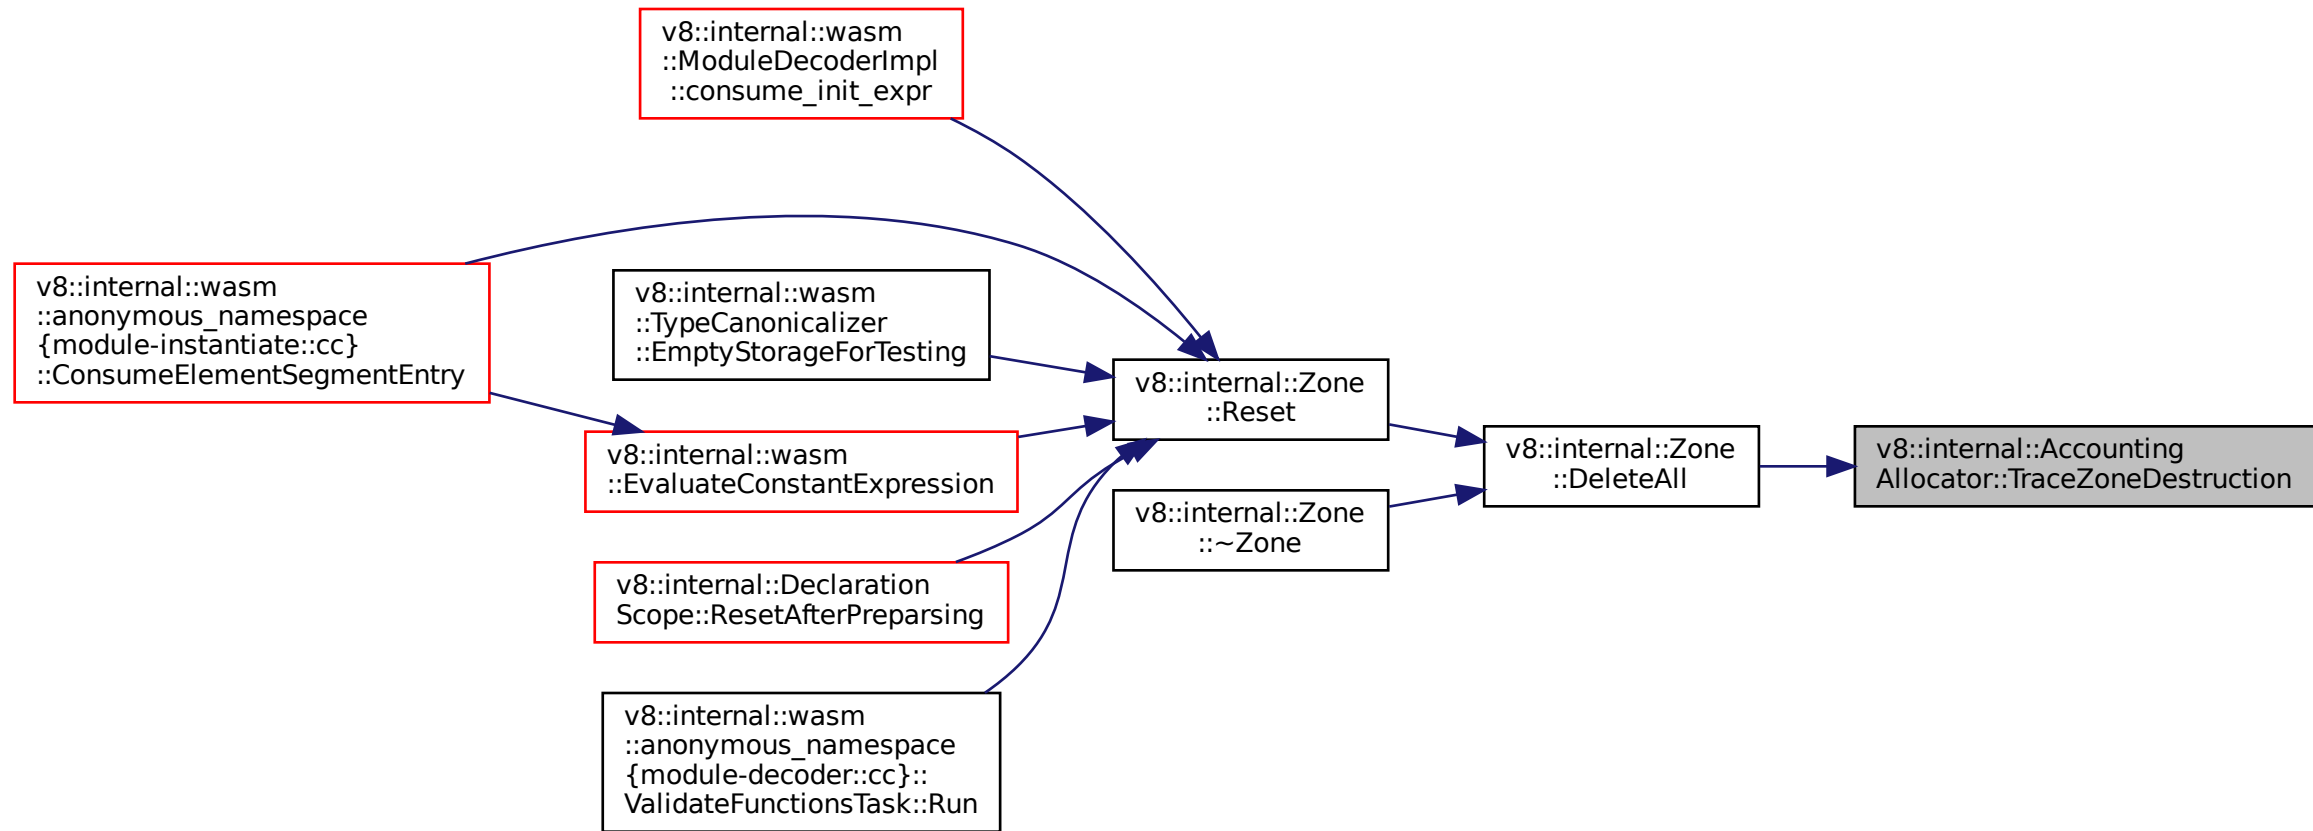 v8::internal::wasm
::ModuleDecoderImpl
::consume_init_expr
v8::internal::wasm
::anonymous_namespace
{module-instantiate::cc}
::ConsumeElementSegmentEntry
v8::internal::wasm
::TypeCanonicalizer
::EmptyStorageForTesting
v8::internal::wasm
::EvaluateConstantExpression
v8::internal::Declaration
Scope::ResetAfterPreparsing
v8::internal::wasm
::anonymous_namespace
{module-decoder::cc}::
ValidateFunctionsTask::Run
v8::internal::Zone
::Reset
v8::internal::Zone
::~Zone
v8::internal::Zone
::DeleteAll
v8::internal::Accounting
Allocator::TraceZoneDestruction